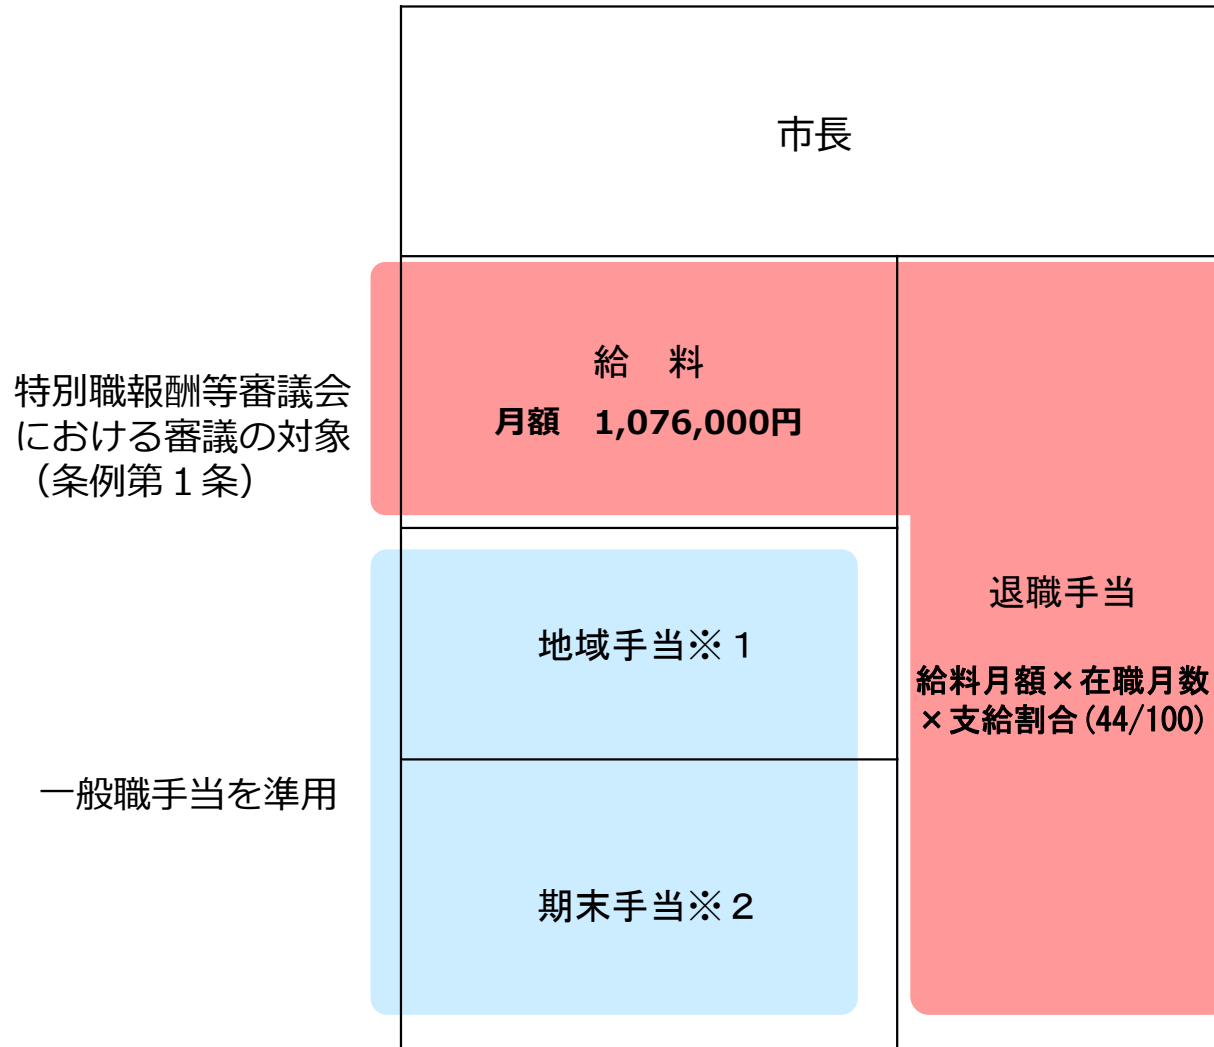 市長
特別職報酬等審議会
における審議の対象
（条例第１条）
給　料
月額　1,076,000円
退職手当
給料月額×在職月数
×支給割合(44/100)
地域手当※１
一般職手当を準用
期末手当※２